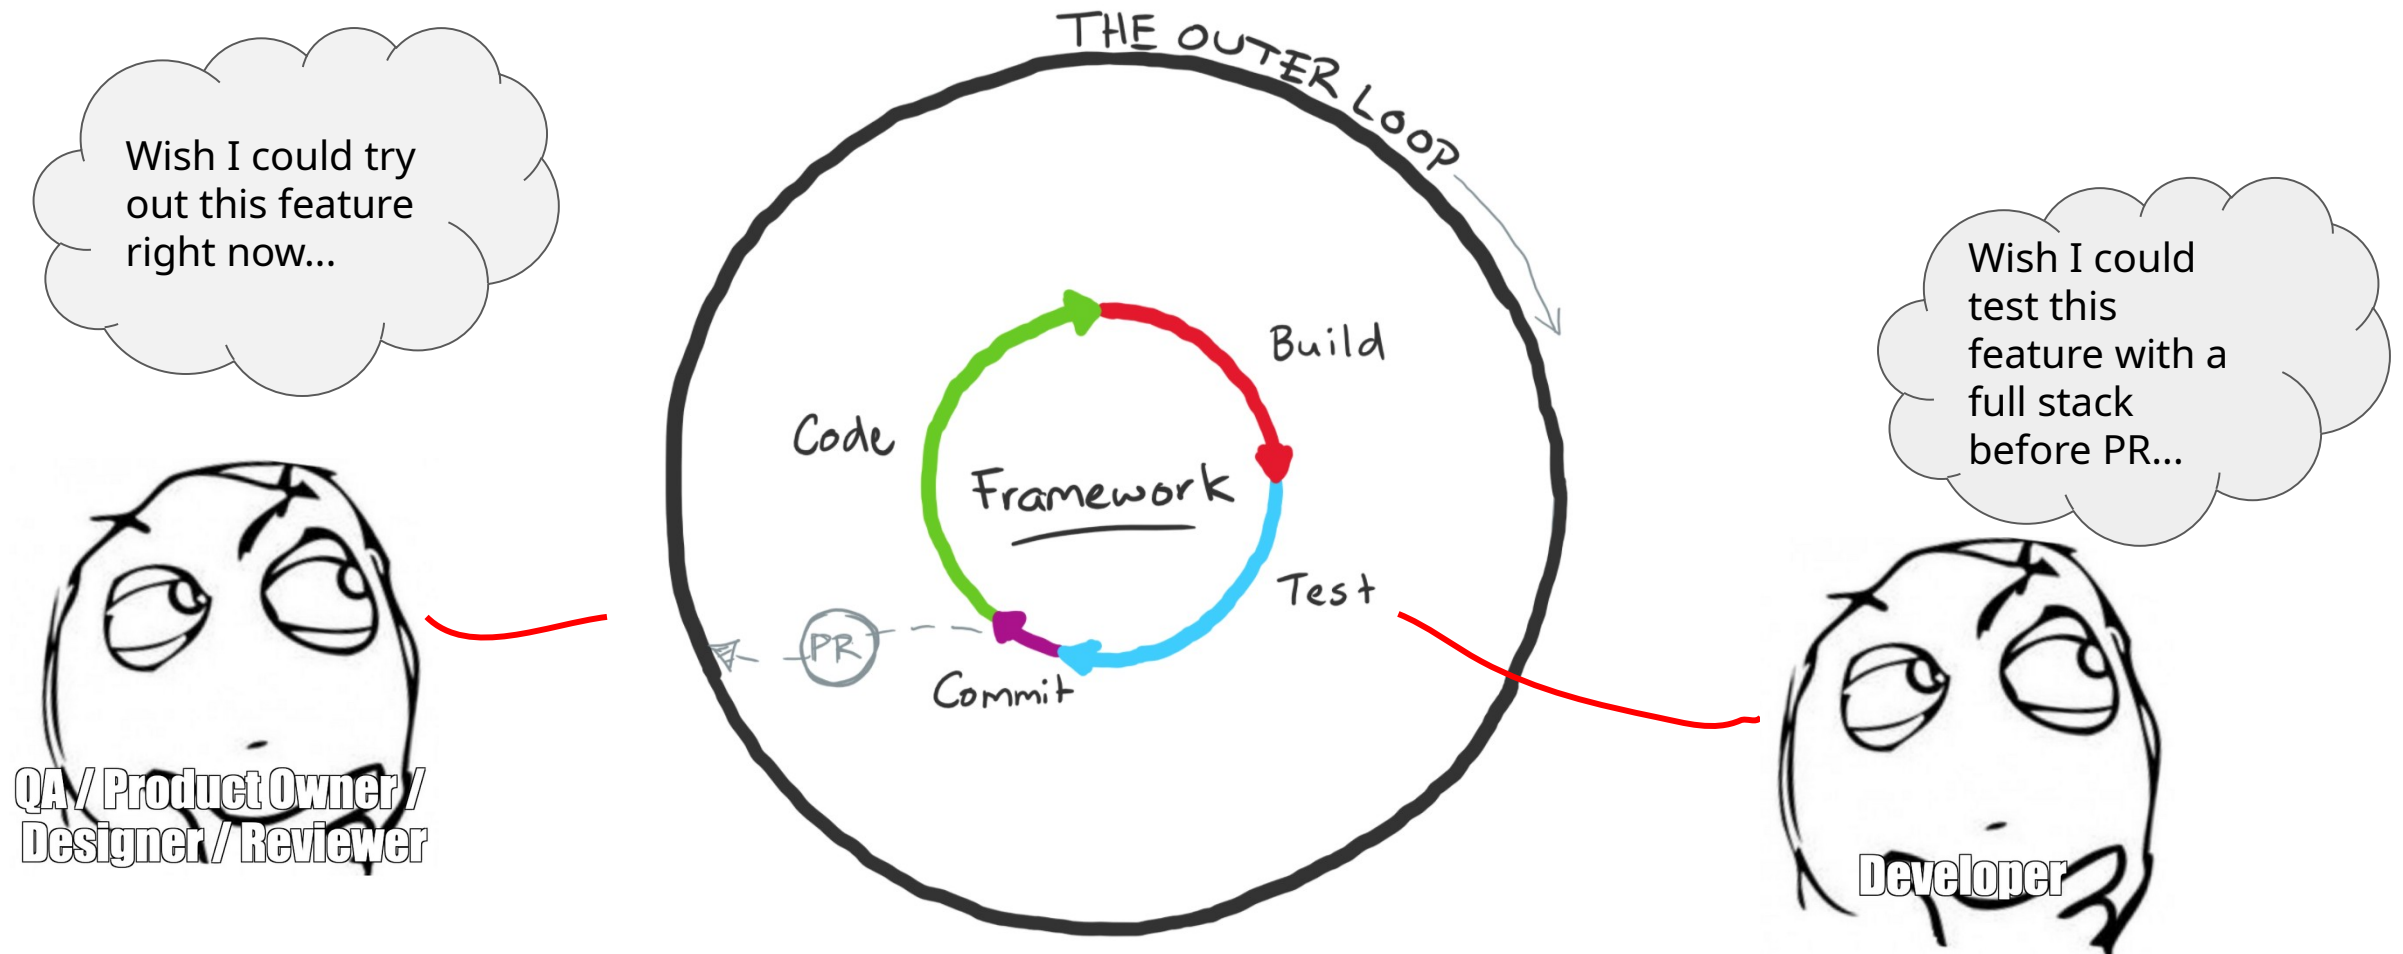 Wish I could try
out this feature
right now...
QA / Product Owner /
Designer / Reviewer
THE OUTER LOOP
Build
Code
Framework
Test
PR
Commit
Wish I could
test this
feature with a
full stack
before PR...
Developer